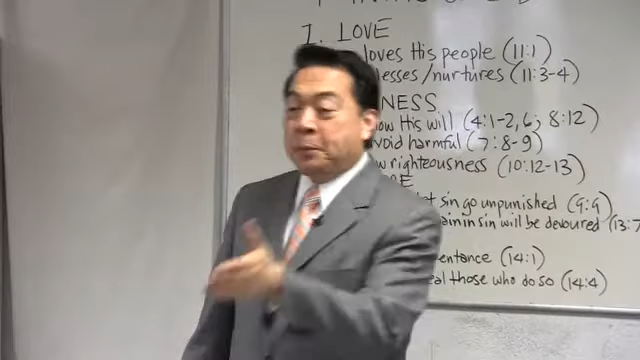 I. LOVE
loves His people (11:1)
lesses/nurtures (11:3-4)
NESS
ow His will (4:1-2, 6; 8:12)
void harmful (7:8-9)
w righteousness (10:12-13)
sin go unpunished (9:9)
in sin will be devoured (13:7
entance (14:1)
eal those who do so (14:4)